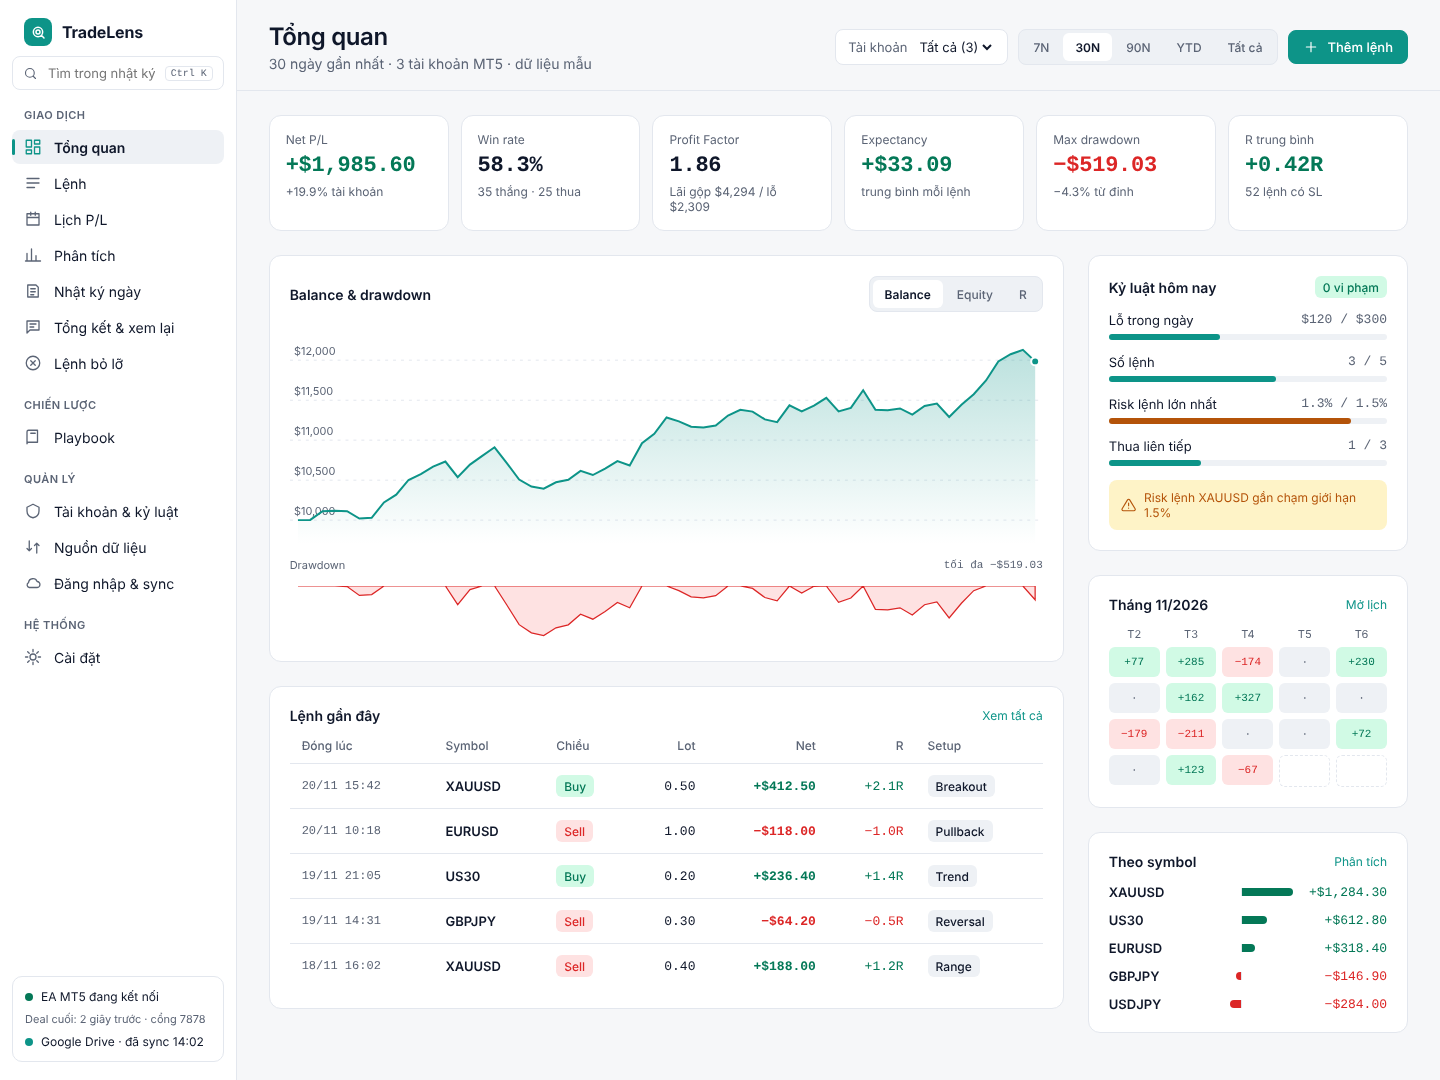 TradeLens
Tìm trong nhật ký
Ctrl K
GIAO DỊCH
Tổng quan
Lệnh
Lịch P/L
Phân tích
Nhật ký ngày
Tổng kết & xem lại
Lệnh bỏ lỡ
CHIẾN LƯỢC
Playbook
QUẢN LÝ
Tài khoản & kỷ luật
Nguồn dữ liệu
Đăng nhập & sync
HỆ THỐNG
Cài đặt
EA MT5 đang kết nối
Deal cuối: 2 giây trước · cổng 7878
Google Drive · đã sync 14:02
Tổng quan
30 ngày gần nhất · 3 tài khoản MT5 · dữ liệu mẫu
Tài khoản Tất cả (3)
7N 30N 90N YTD Tất cả
Thêm lệnh
Net P/L
+$1,985.60
+19.9% tài khoản
Win rate
58.3%
35 thắng · 25 thua
Profit Factor
1.86
Lãi gộp $4,294 / lỗ
$2,309
Expectancy
+$33.09
trung bình mỗi lệnh
Max drawdown
−$519.03
−4.3% từ đỉnh
R trung bình
+0.42R
52 lệnh có SL
Balance & drawdown
Balance Equity R
$12,000
$11,500
$11,000
$10,500
$10,000
Drawdown
tối đa −$519.03
Lệnh gần đây
Xem tất cả
Đóng lúc Symbol Chiều Lot Net R Setup
20/11 15:42 XAUUSD Buy 0.50 +$412.50 +2.1R Breakout
20/11 10:18 EURUSD Sell 1.00 −$118.00 −1.0R Pullback
19/11 21:05 US30 Buy 0.20 +$236.40 +1.4R Trend
19/11 14:31 GBPJPY Sell 0.30 −$64.20 −0.5R Reversal
18/11 16:02 XAUUSD Sell 0.40 +$188.00 +1.2R Range
Kỷ luật hôm nay
0 vi phạm
Lỗ trong ngày $120 / $300
Số lệnh 3 / 5
Risk lệnh lớn nhất 1.3% / 1.5%
Thua liên tiếp 1 / 3
Risk lệnh XAUUSD gần chạm giới hạn
1.5%
Tháng 11/2026
Mở lịch
T2 T3 T4 T5 T6
+77 +285 −174 · +230
· +162 +327 · ·
−179 −211 · · +72
· +123 −67
Theo symbol
Phân tích
XAUUSD +$1,284.30
US30 +$612.80
EURUSD +$318.40
GBPJPY −$146.90
USDJPY −$284.00